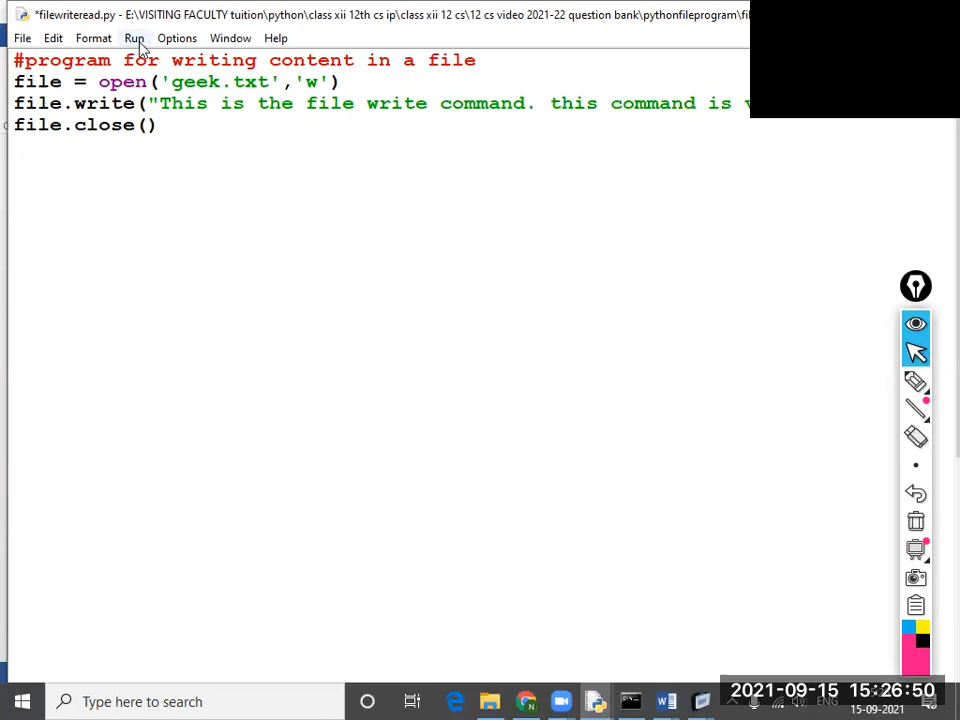 *filewriteread.py - E:\VISITING FACULTY tuition\python\class xii 12th cs ip\class xii 12 cs\12 cs video 2021-22 question bank\pythonfileprogram\fil
File Edit Format Run Options Window Help
#program for writing content in a file
file = open('geek.txt','w')
file.write("This is the file write command. this command is
file.close()
Type here to search
2021-09-15 15:26:50
15-09-2021